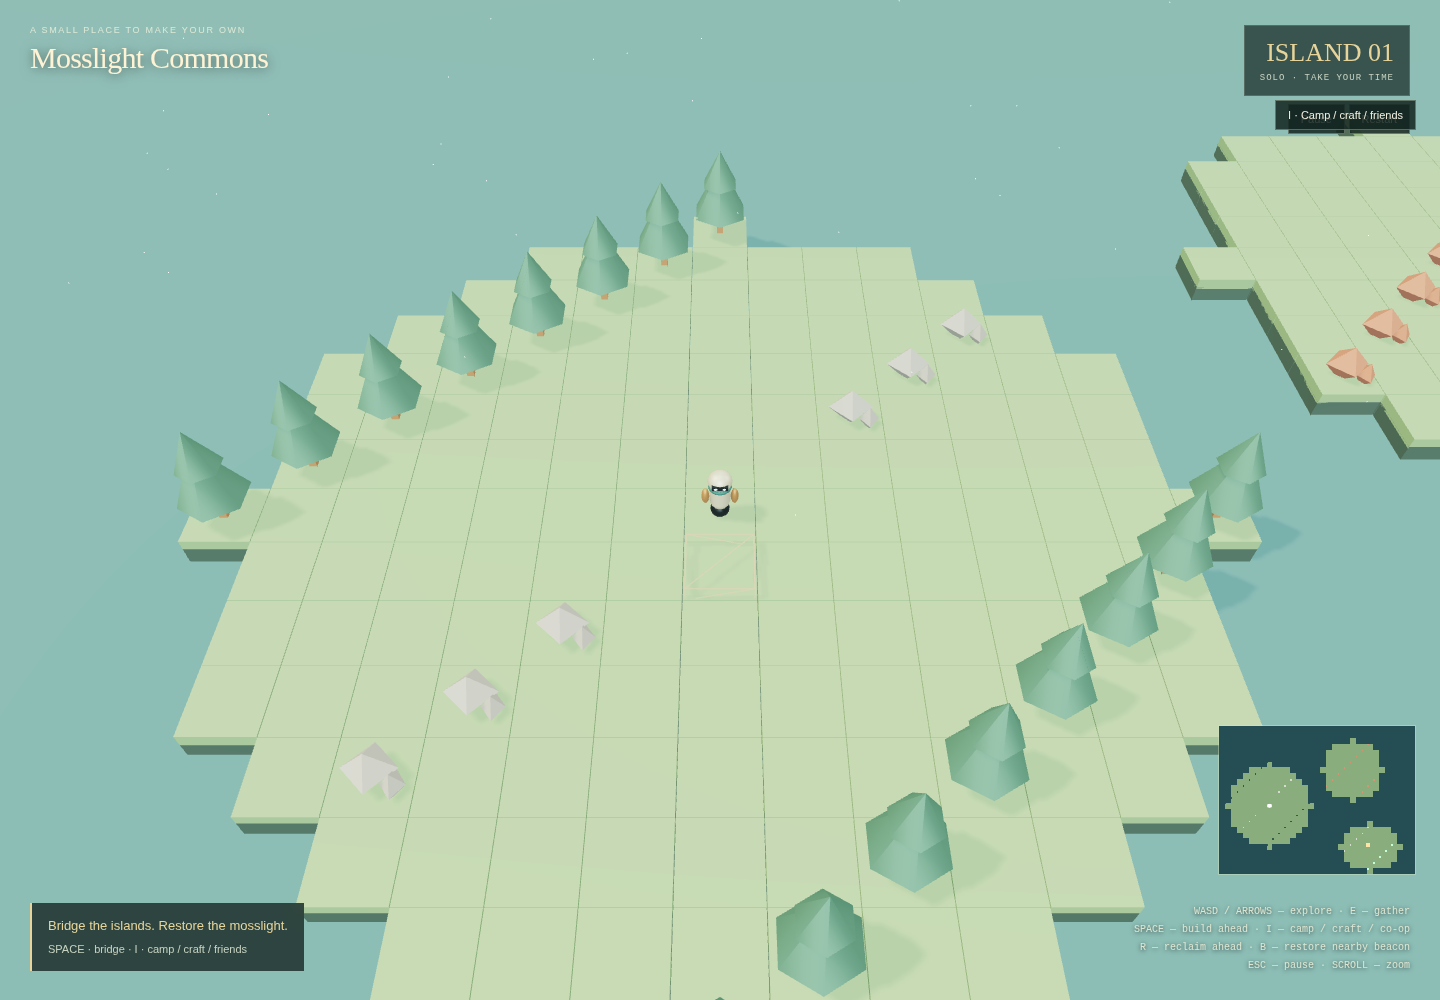 A SMALL PLACE TO MAKE YOUR OWN
Mosslight Commons
ISLAND 01
SOLO · TAKE YOUR TIME
I · Camp / craft / friends
Bridge the islands. Restore the mosslight.
SPACE · bridge · I · camp / craft / friends
WASD / ARROWS — explore · E — gather
SPACE — build ahead · I — camp / craft / co-op
R — reclaim ahead · B — restore nearby beacon
ESC — pause · SCROLL — zoom